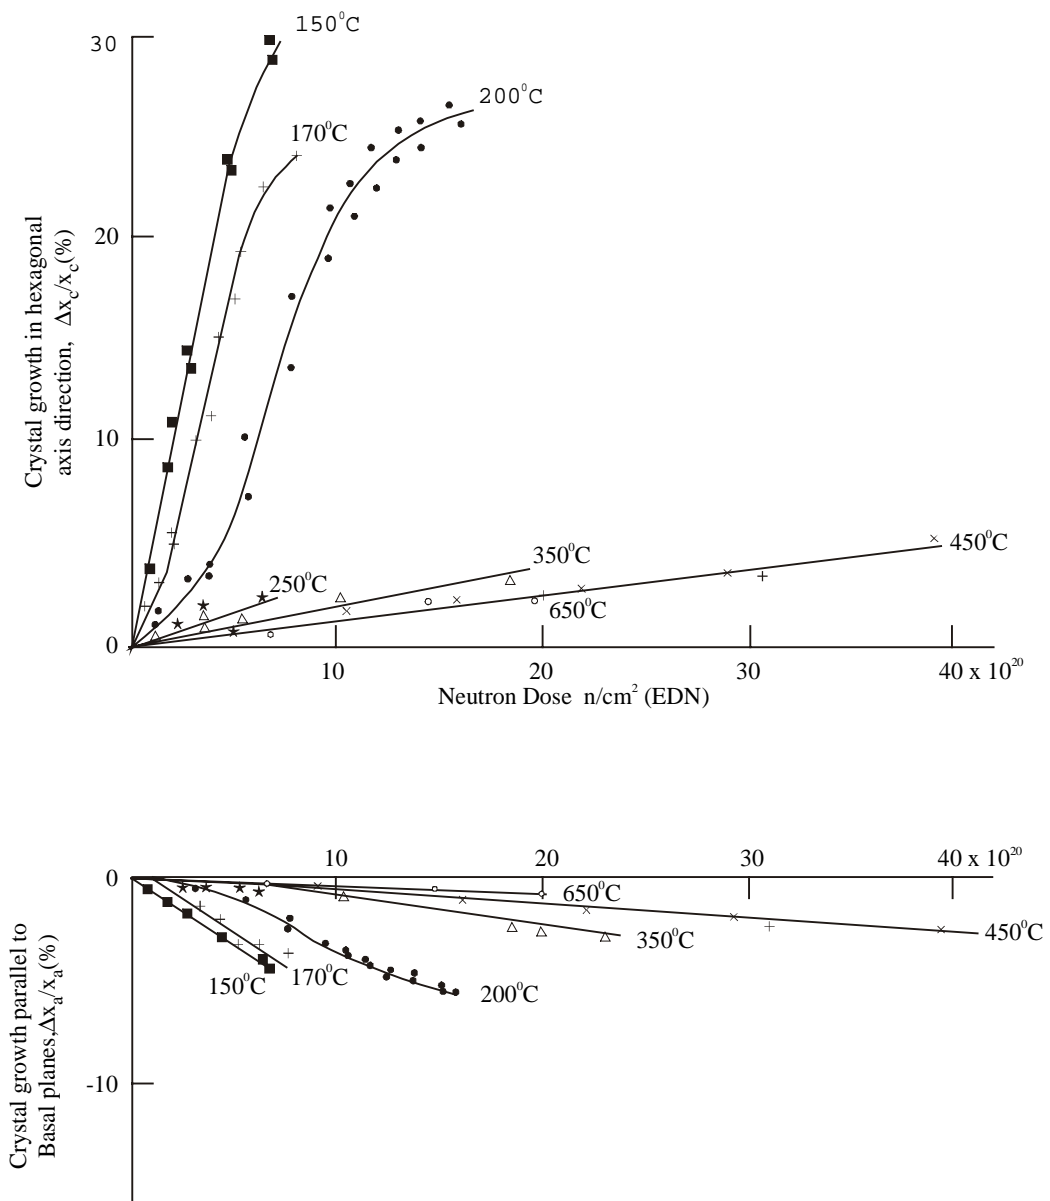 150⁰C
30
200⁰C
170⁰C
20
Crystal growth in hexagonal
axis direction, Δx_c/x_c(%)
10
350⁰C
450⁰C
250⁰C
650⁰C
0
10
20
30
40 x 10²⁰
Neutron Dose n/cm² (EDN)
10
20
30
40 x 10²⁰
0
650⁰C
450⁰C
350⁰C
170⁰C
150⁰C
200⁰C
Crystal growth parallel to
Basal planes,Δx_a/x_a(%)
-10